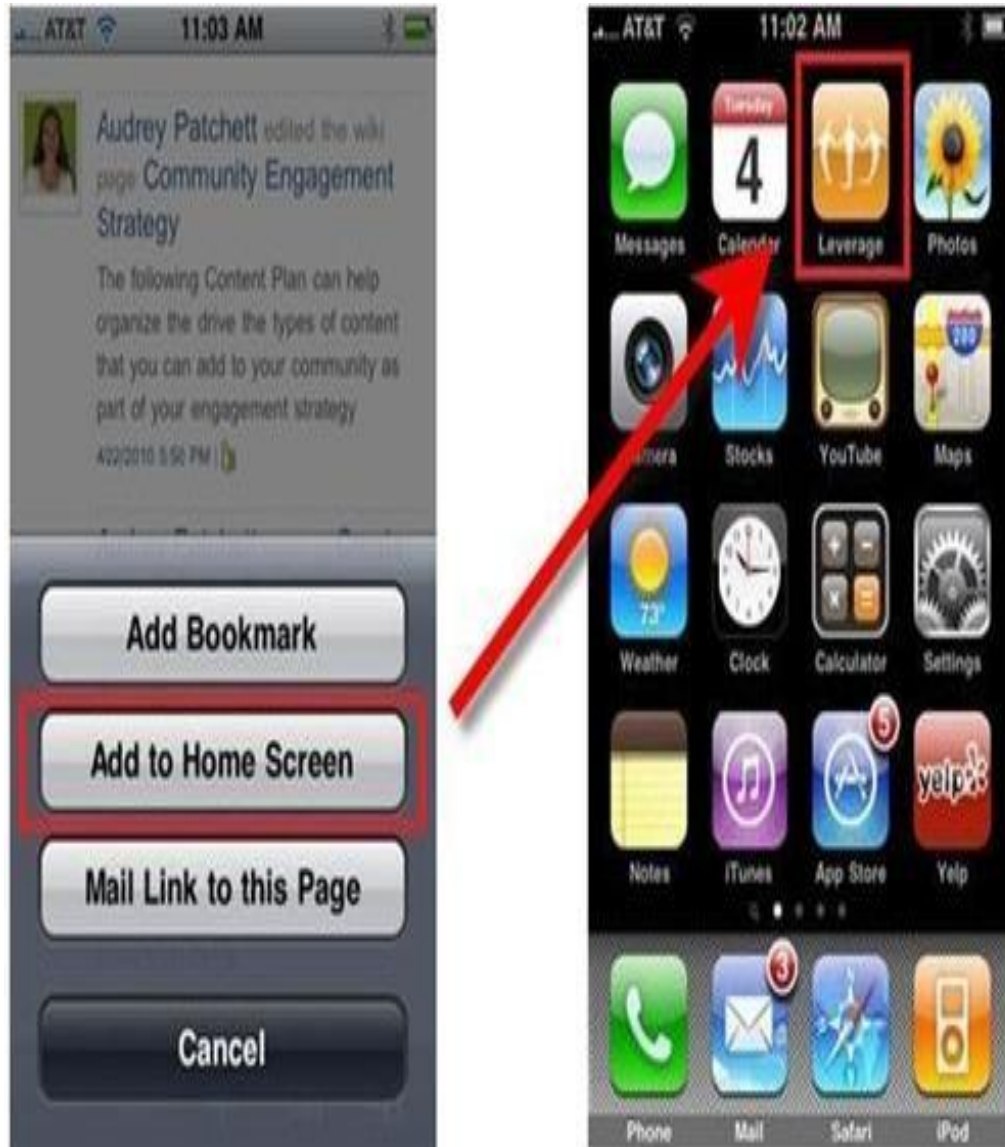 AT&T 11:03 AM
Audrey Patchett edited the wiki
page Community Engagement
Strategy
The following Content Plan can help
organize the drive the types of content
that you can add to your community as
part of your engagement strategy
4/22/2010 5:50 PM |
Add Bookmark
Add to Home Screen
Mail Link to this Page
Cancel
AT&T 11:02 AM
Tuesday
4
280
Messages Calendar Leverage Photos
Stocks YouTube Maps
73°
Weather Clock Calculator Settings
5
yelp
Notes iTunes App Store Yelp
3
Phone Mail Safari iPod